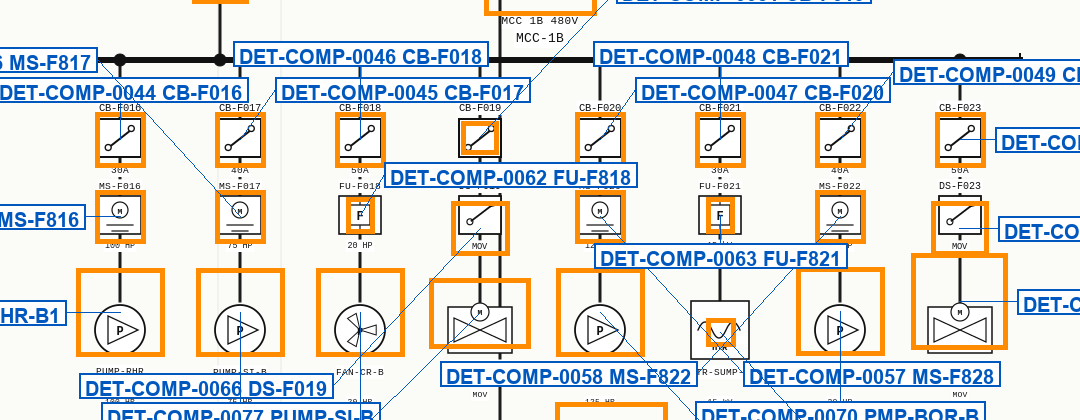 MCC 1B 480V
MCC-1B
MS-F817
DET-COMP-0046 CB-F018
DET-COMP-0048 CB-F021
DET-COMP-0049
DET-COMP-0044 CB-F016
DET-COMP-0045 CB-F017
DET-COMP-0047 CB-F020
CB-F016
CB-F017
CB-F018
CB-F019
CB-F020
CB-F021
CB-F022
CB-F023
30A
40A
50A
30A
40A
50A
DET-COMP-0062 FU-F818
MS-F016
MS-F017
FU-F018
FU-F021
MS-F022
DS-F023
MS-F816
M
M
F
M
F
M
100 HP
75 HP
20 HP
MOV
MOV
DET-COMP-0063 FU-F821
HR-B1
M
M
P
P
P
P
PUMP-RHR
PUMP-SI-B
FAN-CR-B
DET-COMP-0058 MS-F822
DET-COMP-0057 MS-F828
DET-COMP-0066 DS-F019
MOV
MOV
DET-COMP-0077 PUMP-SI-B
DET-COMP-0070 PMP-BOR-B